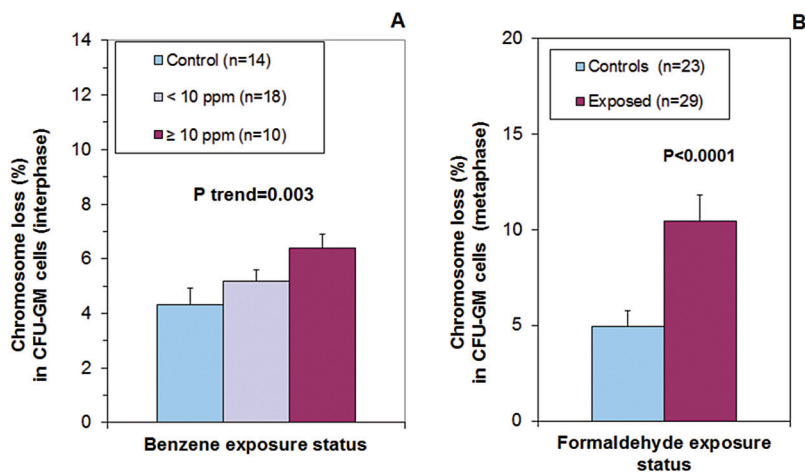 A
Chromosome loss (%)
in CFU-GM cells (interphase)
14
12
10
8
6
4
2
0
Control (n=14)
< 10 ppm (n=18)
≥ 10 ppm (n=10)
P trend=0.003
Benzene exposure status
B
Chromosome loss (%)
in CFU-GM cells (metaphase)
20
15
10
5
0
Controls (n=23)
Exposed (n=29)
P<0.0001
Formaldehyde exposure
status